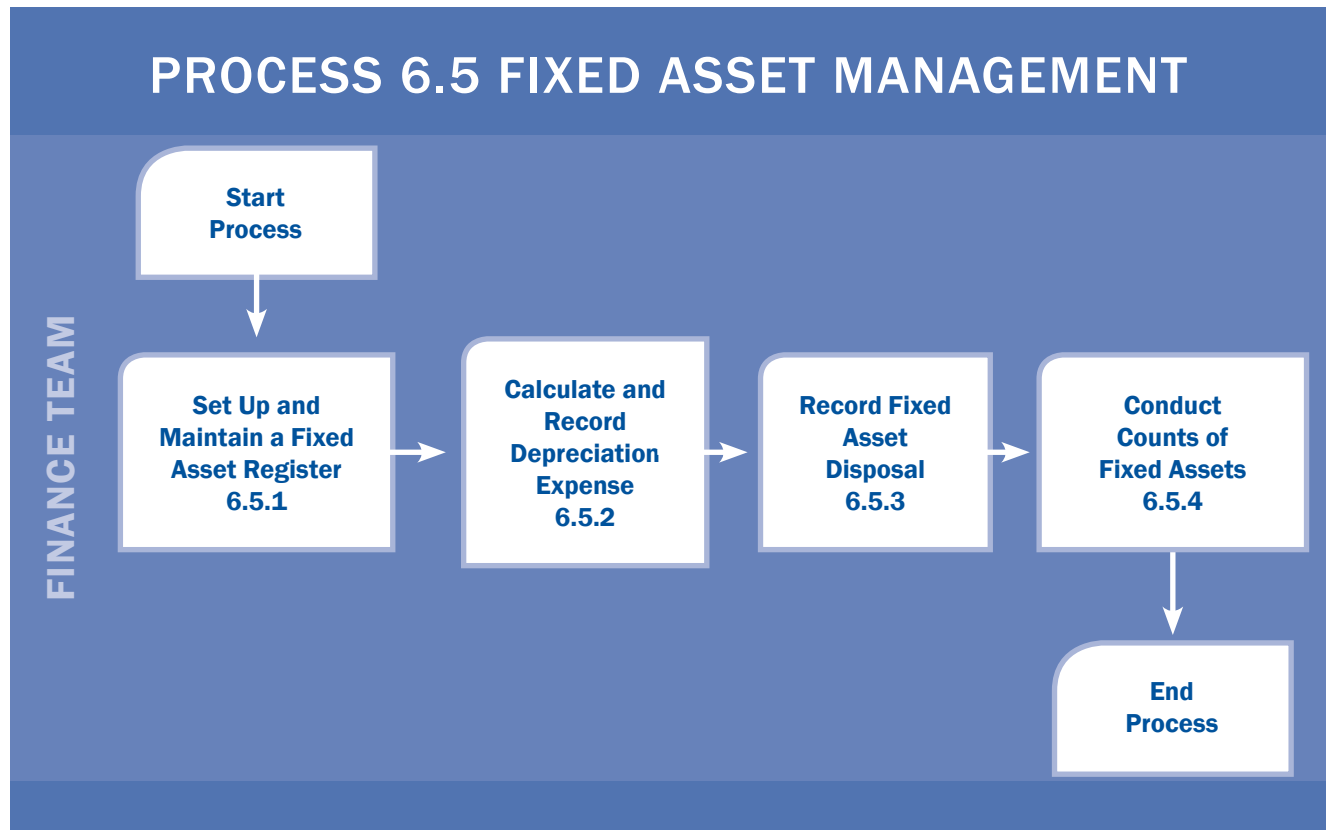 PROCESS 6.5 FIXED ASSET MANAGEMENT
FINANCE TEAM
Start
Process
Set Up and
Maintain a Fixed
Asset Register
6.5.1
Calculate and
Record
Depreciation
Expense
6.5.2
Record Fixed
Asset
Disposal
6.5.3
Conduct
Counts of
Fixed Assets
6.5.4
End
Process